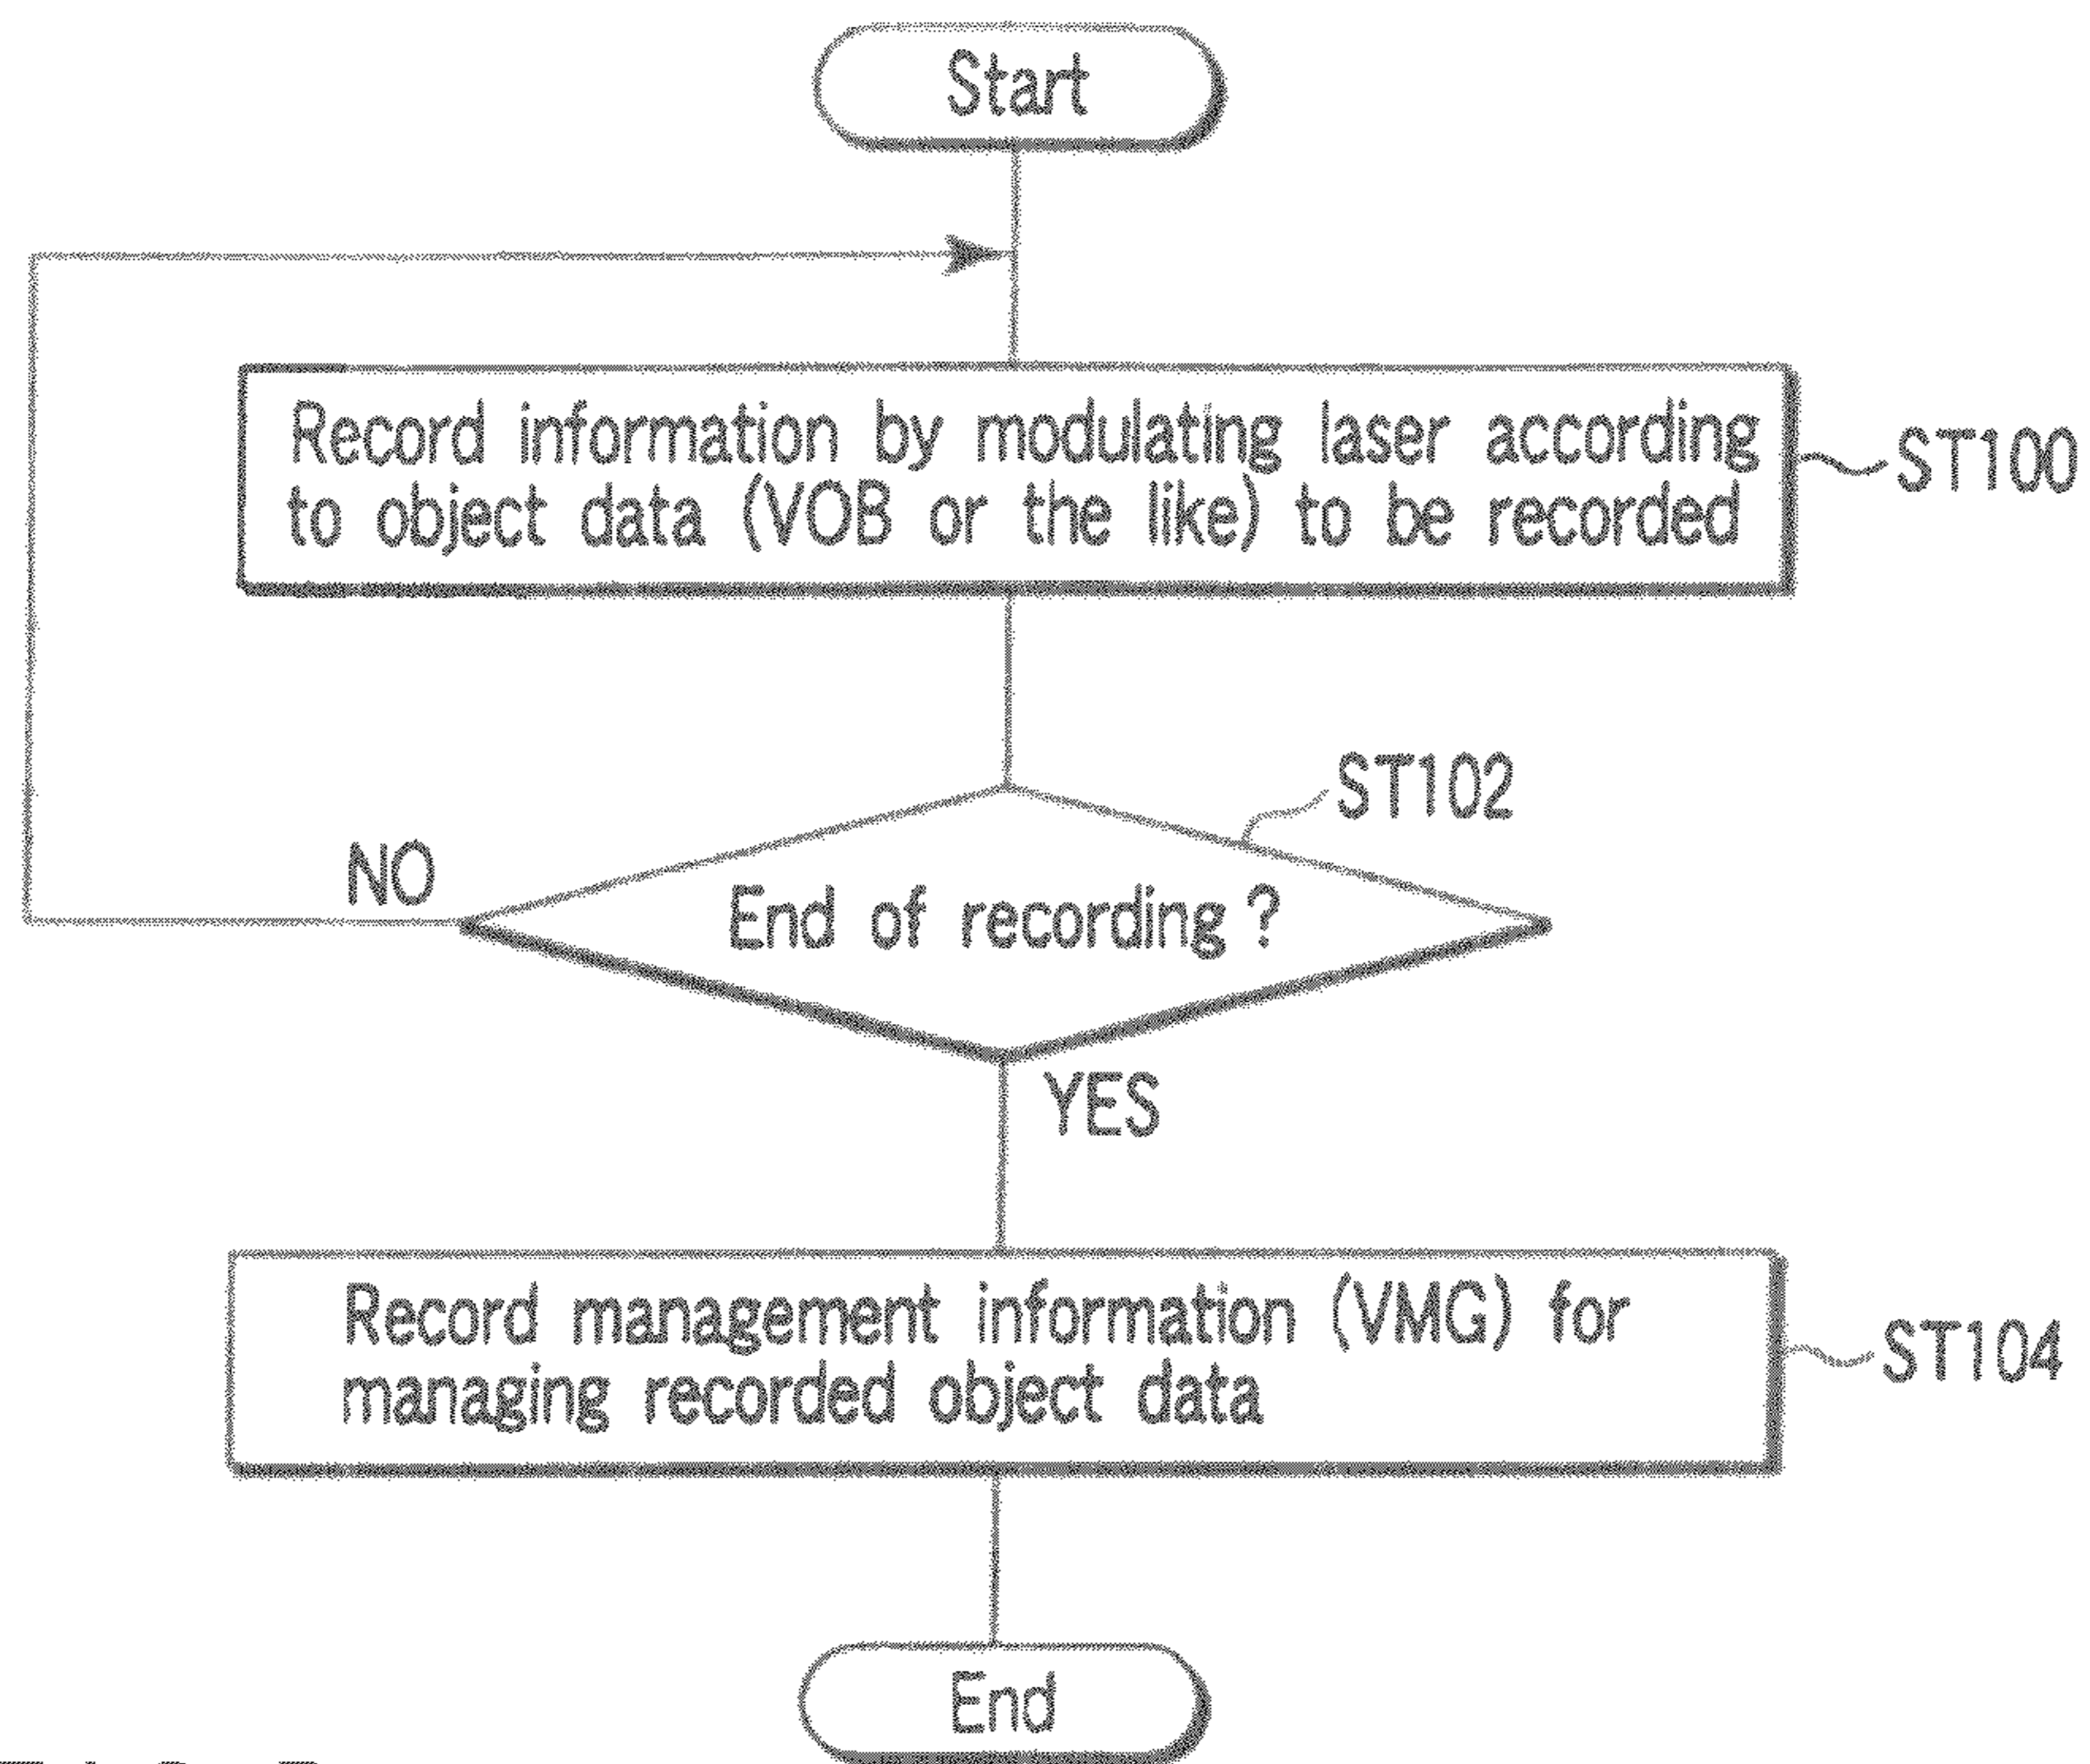 Start
Record information by modulating laser according
to object data (VOB or the like) to be recorded
ST100
ST102
NO
End of recording ?
YES
Record management information (VMG) for
managing recorded object data
ST104
End